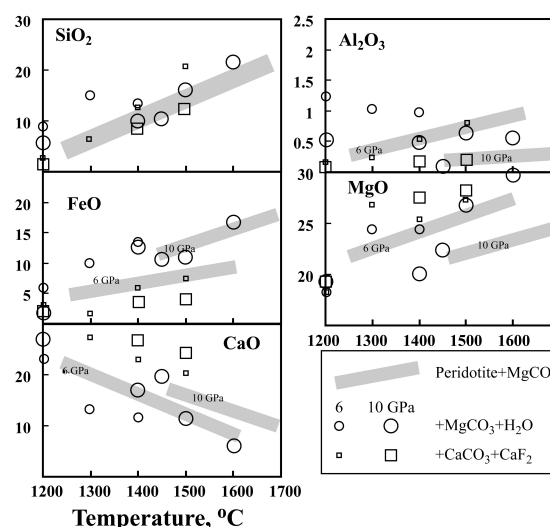 30
SiO2
20
10
FeO
15
10 GPa
10
6 GPa
5
CaO
6 GPa
20
10 GPa
10
1200 1300 1400 1500 1600 1700
Temperature, °C
2.5
Al2O3
2
1.5
1
0.5
6 GPa
10 GPa
30
MgO
25
6 GPa
10 GPa
20
1200 1300 1400 1500 1600
Peridotite+MgCO
6 10 GPa
+MgCO3+H2O
+CaCO3+CaF2